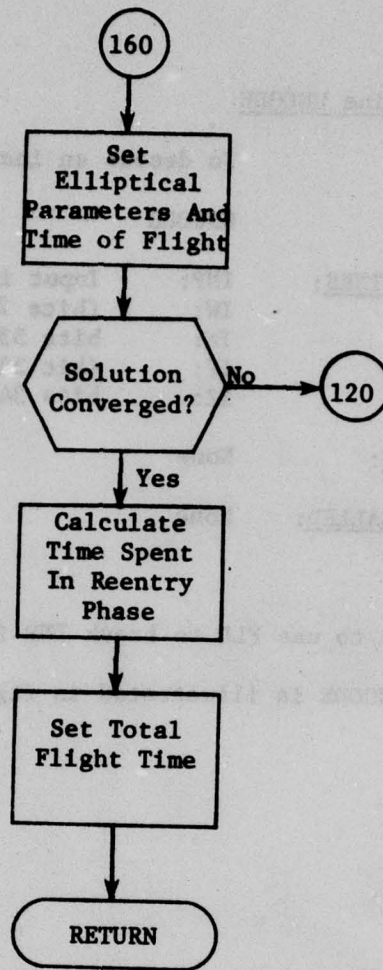 160
Set
Elliptical
Parameters And
Time of Flight
Solution
Converged?
No
120
Yes
Calculate
Time Spent
In Reentry
Phase
Set Total
Flight Time
RETURN